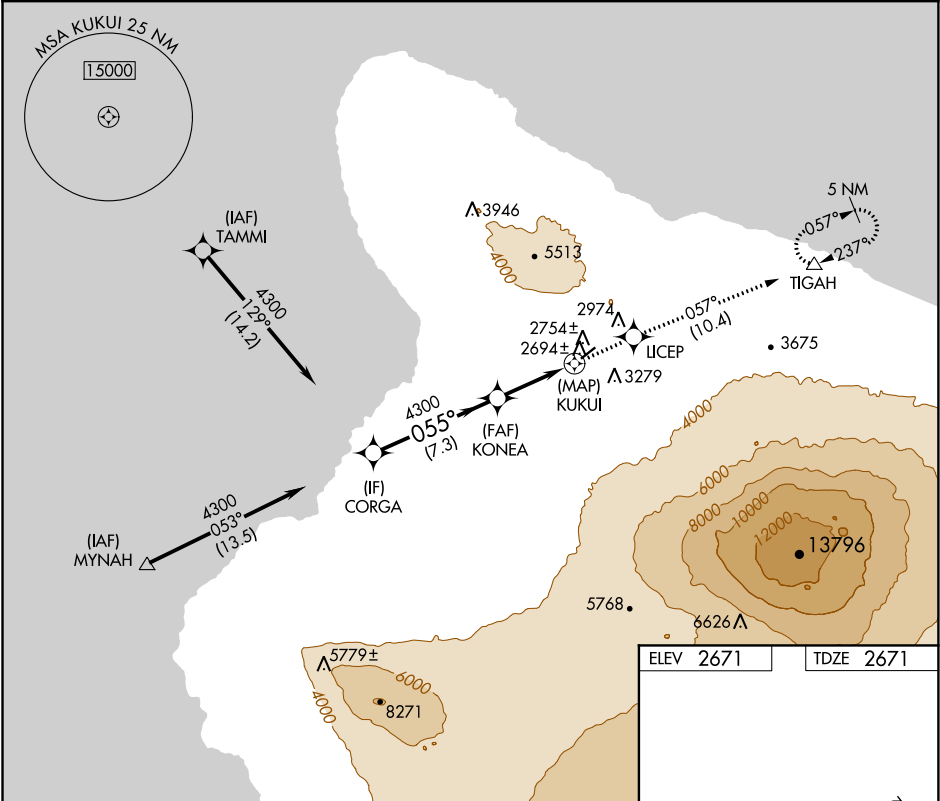 MSA KUKUI 25 NM
15000
(IAF)
TAMMI
4300
129°
(14.2)
3946
5513
4000
5 NM
057°
237°
TIGAH
2974
2754±
2694±
057°
(10.4)
LICEP
3675
3279
(MAP)
KUKUI
4300
055°
(7.3)
(FAF)
KONEA
(IF)
CORGA
4300
053°
(13.5)
(IAF)
MYNAH
4000
6000
8000
10000
12000
13796
5768
6626
5779±
6000
4000
8271
ELEV 2671
TDZE 2671